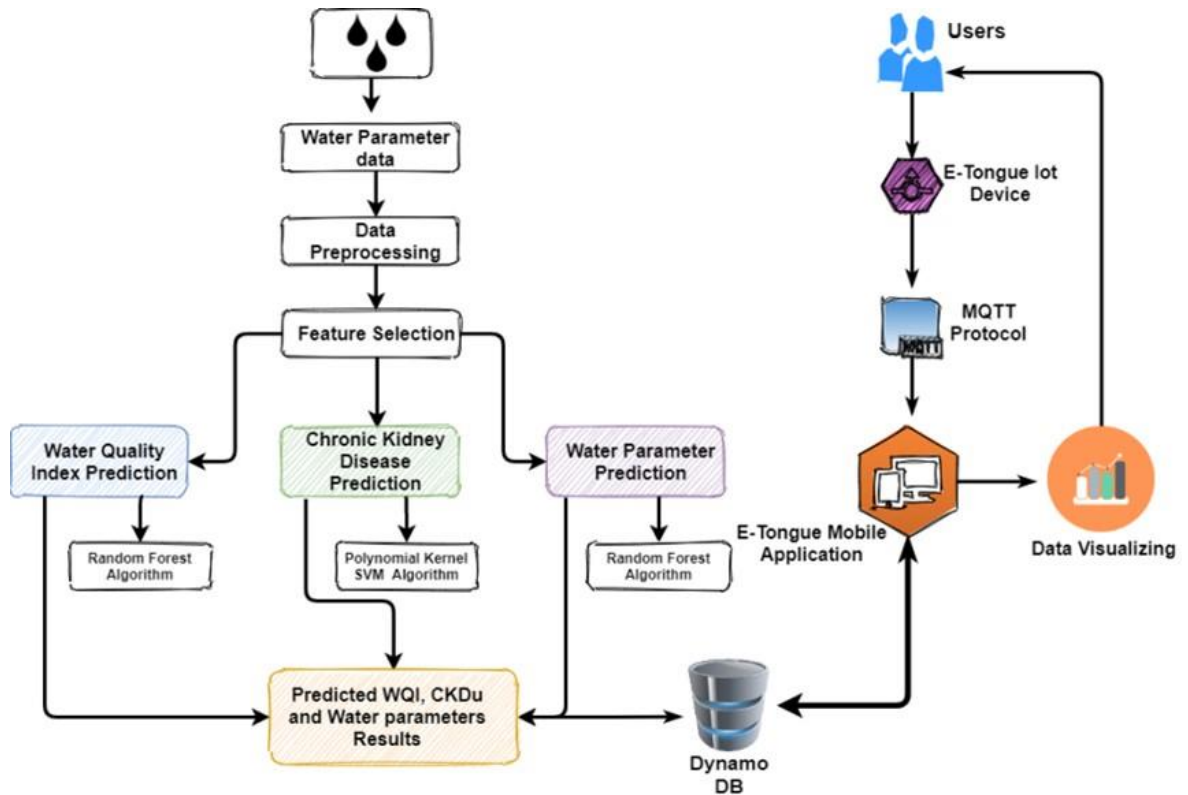 Water Parameter
data
Data
Preprocessing
Feature Selection
Water Quality
Index Prediction
Chronic Kidney
Disease
Prediction
Water Parameter
Prediction
Random Forest
Algorithm
Polynomial Kernel
SVM Algorithm
Random Forest
Algorithm
Predicted WQI, CKDu
and Water parameters
Results
Dynamo
DB
Users
E-Tongue Iot
Device
MQTT
Protocol
MQTT
E-Tongue Mobile
Application
Data Visualizing